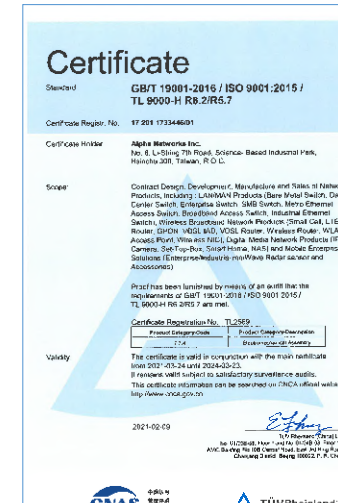 Certificate
Standard
GB/T 19001-2016 / ISO 9001:2015 /
TL 9000-H R6.2/R5.7
Certificate Registr. No.
17 201 1733446/01
Certificate Holder
Alpha Networks Inc.
No. 8, Li-Shing 7th Road, Science- Based Industrial Park,
Hsinchu 300, Taiwan, R.O.C.
Scope
Contract Design, Development, Manufacture and Sales of
Products, Including : LAN/MAN Products (Bare Metal Switch,
Center Switch, Enterprise Switch, SMB Switch, Metro Ethernet
Access Switch, Broadband Access Switch, Industrial Ethernet
Switch), Wireless Broadband Network Products (Small Cell, LTE
Router, GPON, VDSL IAD, VDSL Router, Wireless Router,
Access Point, Wireless NIC), Digital Media Network Products
Camera, Set-Top-Box, Smart Home, NAS) and Mobile
Solutions (Enterprise/Industrial mmWave Radar sensor and
Accessories)
Proof has been furnished by means of an audit that the
requirements of GB/T 19001-2016 / ISO 9001 2015 /
TL 9000-H R6.2/R5.7 are met.
Certificate Registration No. TL2589
Product Category Code
Product Category Description
Assembly
Validity
The certificate is valid in conjunction with the main certificate
from 2021-03-24 until 2024-03-23.
It remains valid subject to satisfactory surveillance audits.
This certificate information can be searched on CNCA official
http://www.cnca.gov.cn
2021-02-09
CNAS
TÜVRheinland